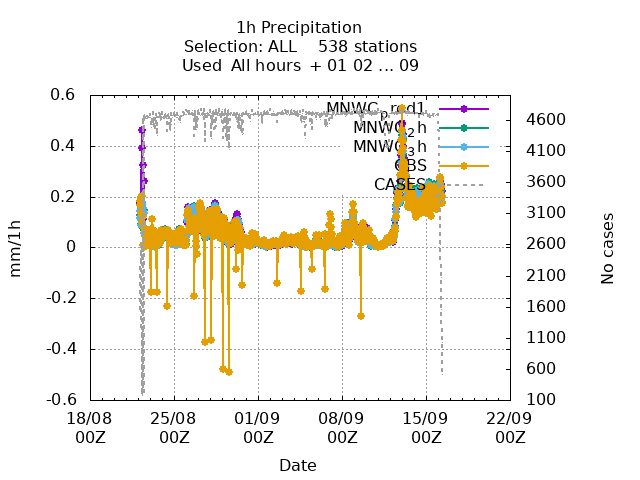 1h Precipitation
Selection: ALL    538 stations
Used  All hours  + 01 02 ... 09
mm/1h
No cases
0.6
0.4
0.2
0
-0.2
-0.4
-0.6
4600
4100
3600
3100
2600
2100
1600
1100
600
100
MNWC_prod1
MNWC_2h
MNWC_3h
OBS
CASES
18/08 25/08 01/09 08/09 15/09 22/09
00Z 00Z 00Z 00Z 00Z 00Z
Date